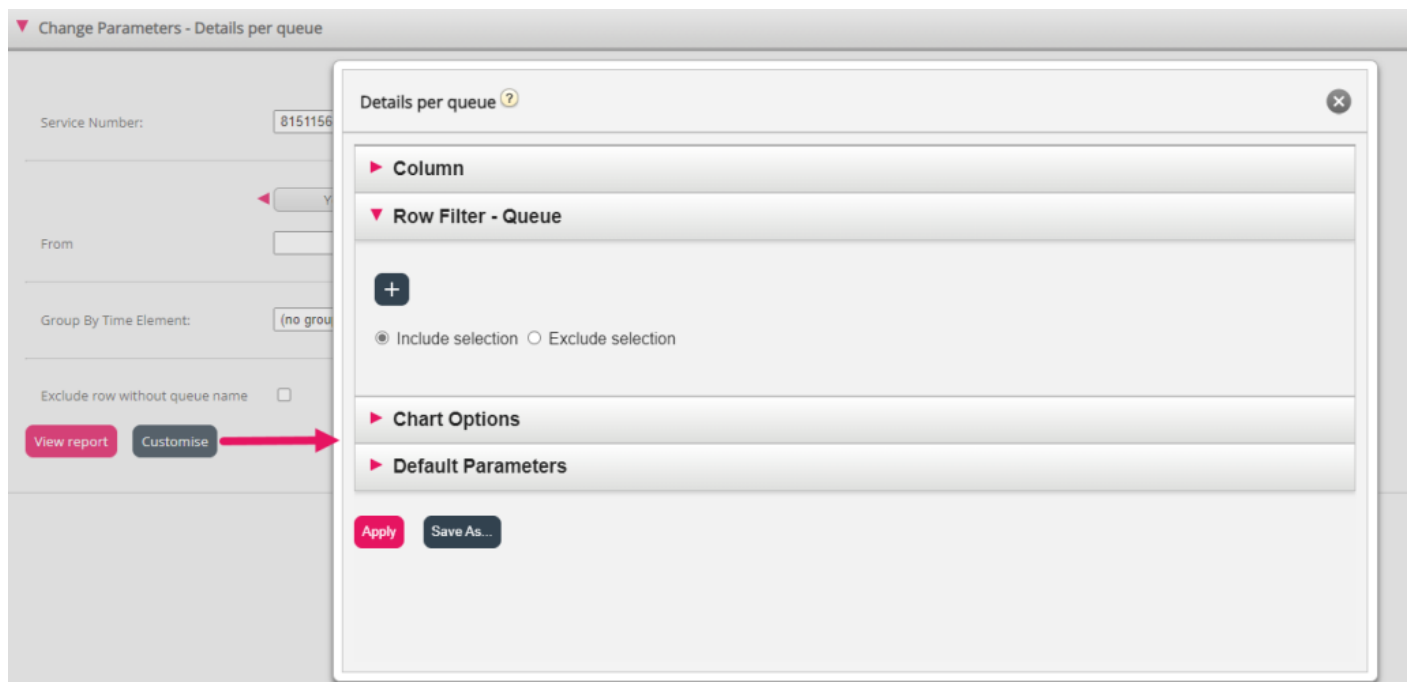 Change Parameters - Details per queue
Details per queue ?
Service Number:
8151156
Column
Y
Row Filter - Queue
From
+
Group By Time Element:
(no grou
Include selection Exclude selection
Exclude row without queue name
Chart Options
View report
Customise
Default Parameters
Apply
Save As...